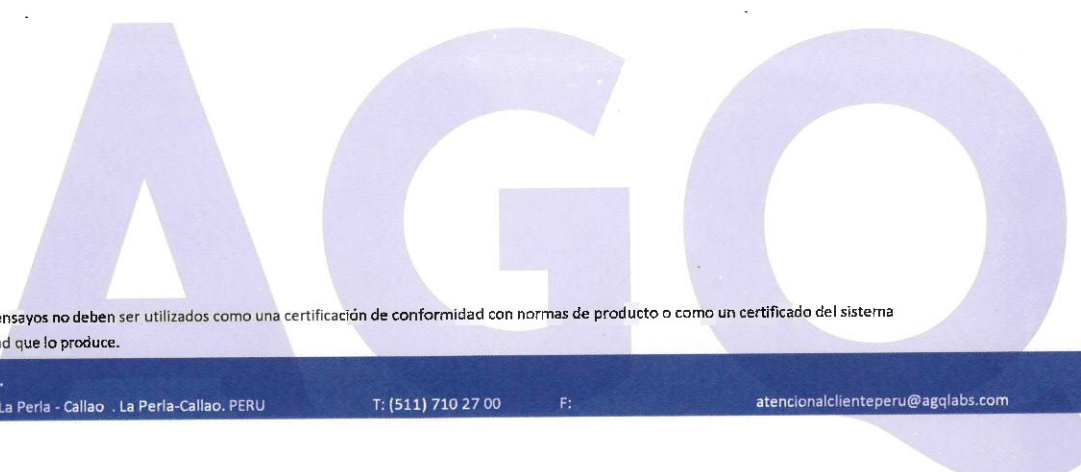 AGQ
ensayos no deben ser utilizados como una certificación de conformidad con normas de producto o como un certificado del sistema
d que lo produce.
La Perla - Callao . La Perla-Callao. PERU T: (511) 710 27 00 F: atencionalclienteperu@agqlabs.com